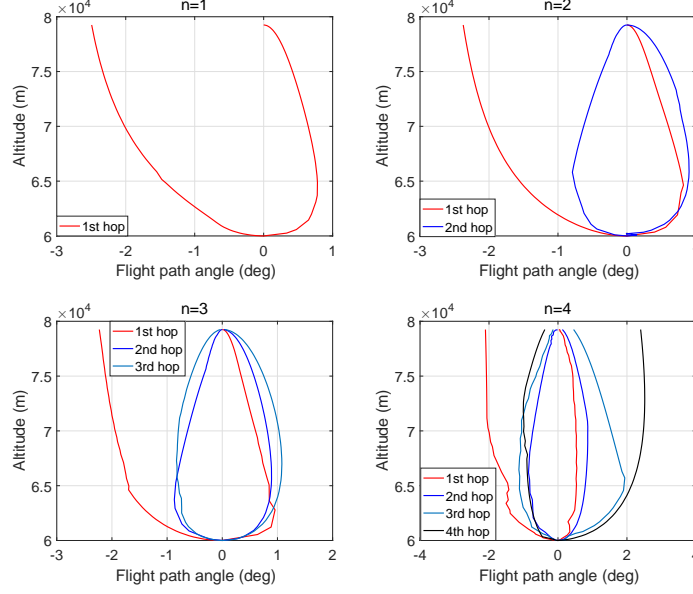 n=1
×10⁴
8
7.5
7
6.5
6
Altitude (m)
1st hop
-3
-2
-1
0
1
Flight path angle (deg)
n=2
×10⁴
8
7.5
7
6.5
6
Altitude (m)
1st hop
2nd hop
-3
-2
-1
0
1
Flight path angle (deg)
n=3
×10⁴
8
7.5
7
6.5
6
Altitude (m)
1st hop
2nd hop
3rd hop
-3
-2
-1
0
1
2
Flight path angle (deg)
n=4
×10⁴
8
7.5
7
6.5
6
Altitude (m)
1st hop
2nd hop
3rd hop
4th hop
-4
-2
0
2
4
Flight path angle (deg)